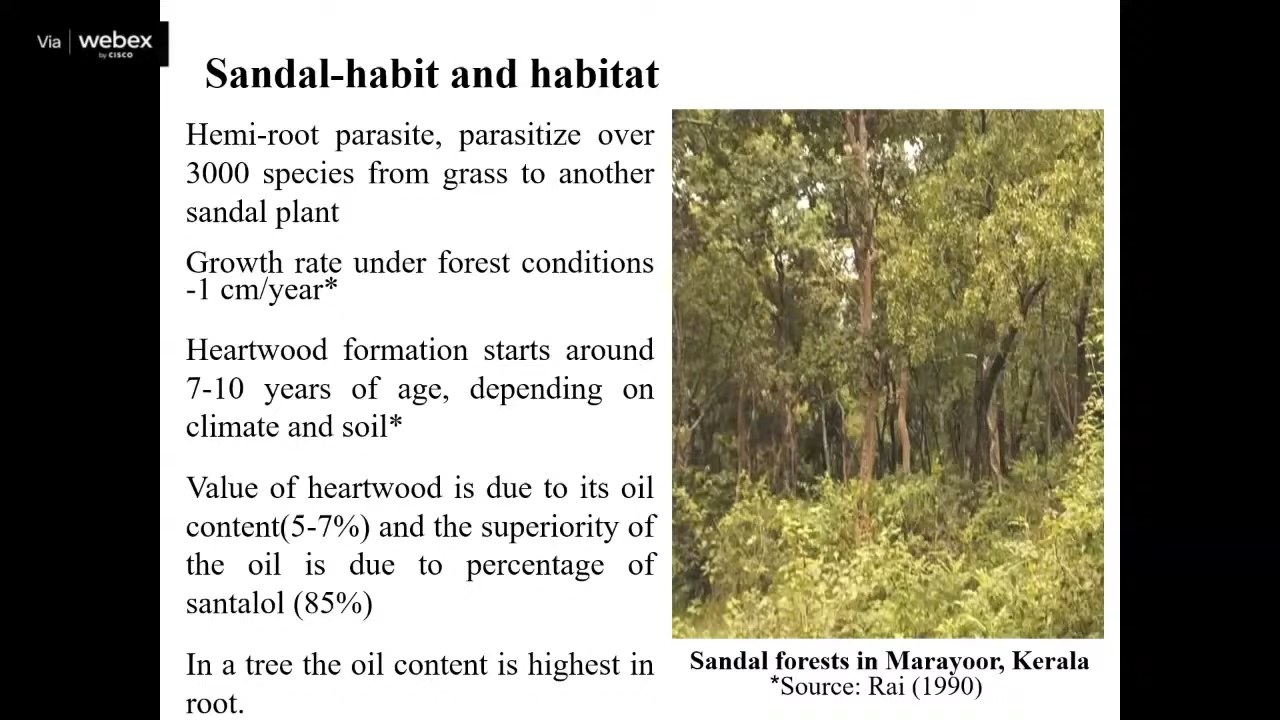 Via | webex
by CISCO
Sandal-habit and habitat
Hemi-root parasite, parasitize over
3000 species from grass to another
sandal plant
Growth rate under forest conditions
-1 cm/year*
Heartwood formation starts around
7-10 years of age, depending on
climate and soil*
Value of heartwood is due to its oil
content(5-7%) and the superiority of
the oil is due to percentage of
santalol (85%)
In a tree the oil content is highest in
root.
Sandal forests in Marayoor, Kerala
*Source: Rai (1990)